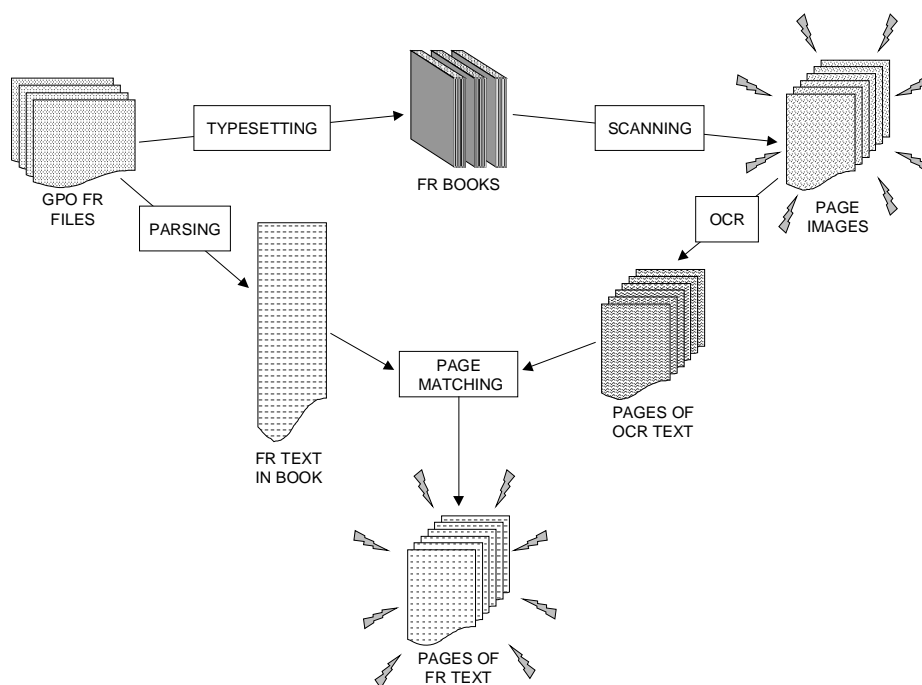 TYPESETTING
FR BOOKS
SCANNING
GPO FR
FILES
PARSING
OCR
PAGE
IMAGES
PAGE
MATCHING
PAGES OF
OCR TEXT
FR TEXT
IN BOOK
PAGES OF
FR TEXT